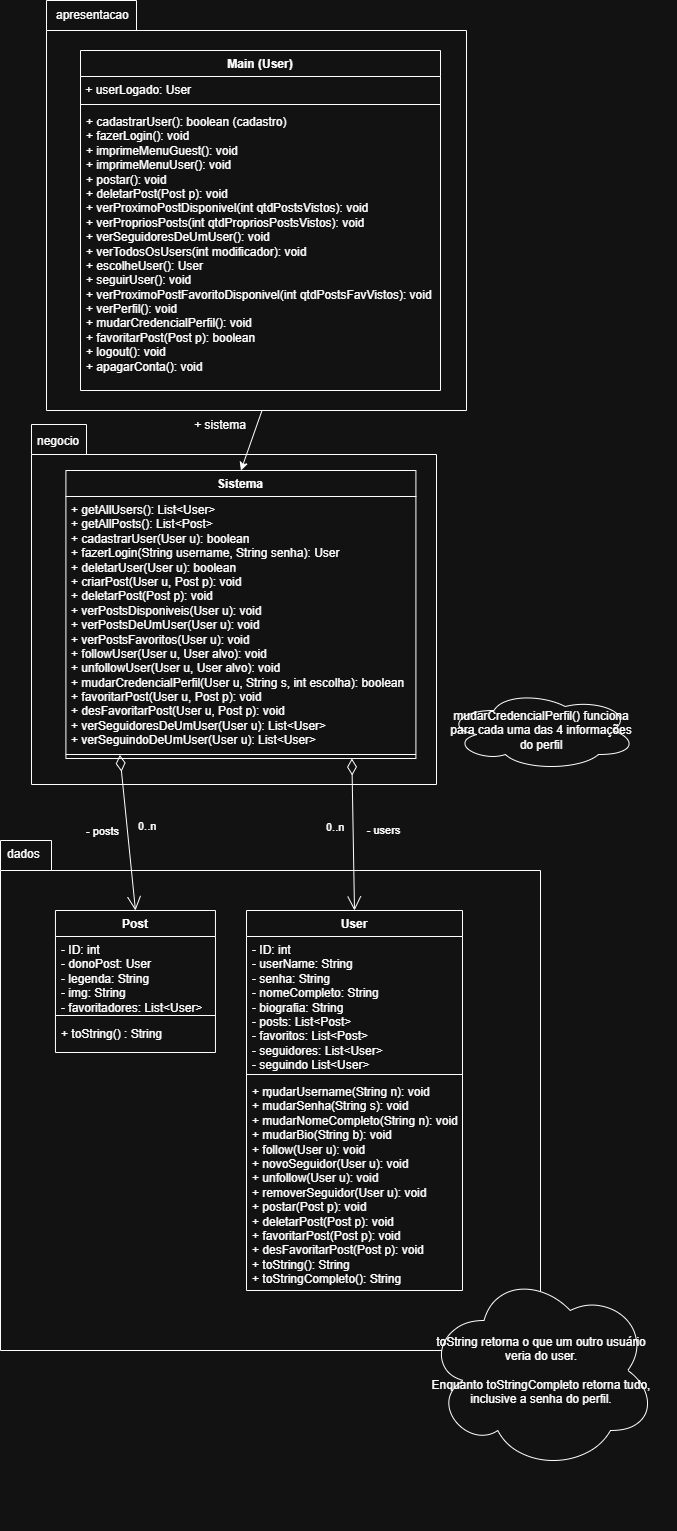 apresentacao
Main (User)
+ userLogado: User
+ cadastrarUser(): boolean (cadastro)
+ fazerLogin(): void
+ imprimeMenuGuest(): void
+ imprimeMenuUser(): void
+ postar(): void
+ deletarPost(Post p): void
+ verProximoPostDisponivel(int qtdPostsVistos): void
+ verPropriosPosts(int qtdPropriosPostsVistos): void
+ verSeguidoresDeUmUser(): void
+ verTodosOsUsers(int modificador): void
+ escolheUser(): User
+ seguirUser(): void
+ verProximoPostFavoritoDisponivel(int qtdPostsFavVistos): void
+ verPerfil(): void
+ mudarCredencialPerfil(): void
+ favoritarPost(Post p): boolean
+ logout(): void
+ apagarConta(): void
+ sistema
negocio
Sistema
+ getAllUsers(): List<User>
+ getAllPosts(): List<Post>
+ cadastrarUser(User u): boolean
+ fazerLogin(String username, String senha): User
+ deletarUser(User u): boolean
+ criarPost(User u, Post p): void
+ deletarPost(Post p): void
+ verPostsDisponiveis(User u): void
+ verPostsDeUmUser(User u): void
+ verPostsFavoritos(User u): void
+ followUser(User u, User alvo): void
+ unfollowUser(User u, User alvo): void
+ mudarCredencialPerfil(User u, String s, int escolha): boolean
+ favoritarPost(User u, Post p): void
+ desFavoritarPost(User u, Post p): void
+ verSeguidoresDeUmUser(User u): List<User>
+ verSeguindoDeUmUser(User u): List<User>
mudarCredencialPerfil() funciona
para cada uma das 4 informações
do perfil
- posts
0..n
0..n
- users
dados
Post
- ID: int
- donoPost: User
- legenda: String
- img: String
- favoritadores: List<User>
+ toString() : String
User
- ID: int
- userName: String
- senha: String
- nomeCompleto: String
- biografia: String
- posts: List<Post>
- favoritos: List<Post>
- seguidores: List<User>
- seguindo List<User>
+ mudarUsername(String n): void
+ mudarSenha(String s): void
+ mudarNomeCompleto(String n): void
+ mudarBio(String b): void
+ follow(User u): void
+ novoSeguidor(User u): void
+ unfollow(User u): void
+ removerSeguidor(User u): void
+ postar(Post p): void
+ deletarPost(Post p): void
+ favoritarPost(Post p): void
+ desFavoritarPost(Post p): void
+ toString(): String
+ toStringCompleto(): String
toString retorna o que um outro usuário
veria do user.
Enquanto toStringCompleto retorna tudo,
inclusive a senha do perfil.